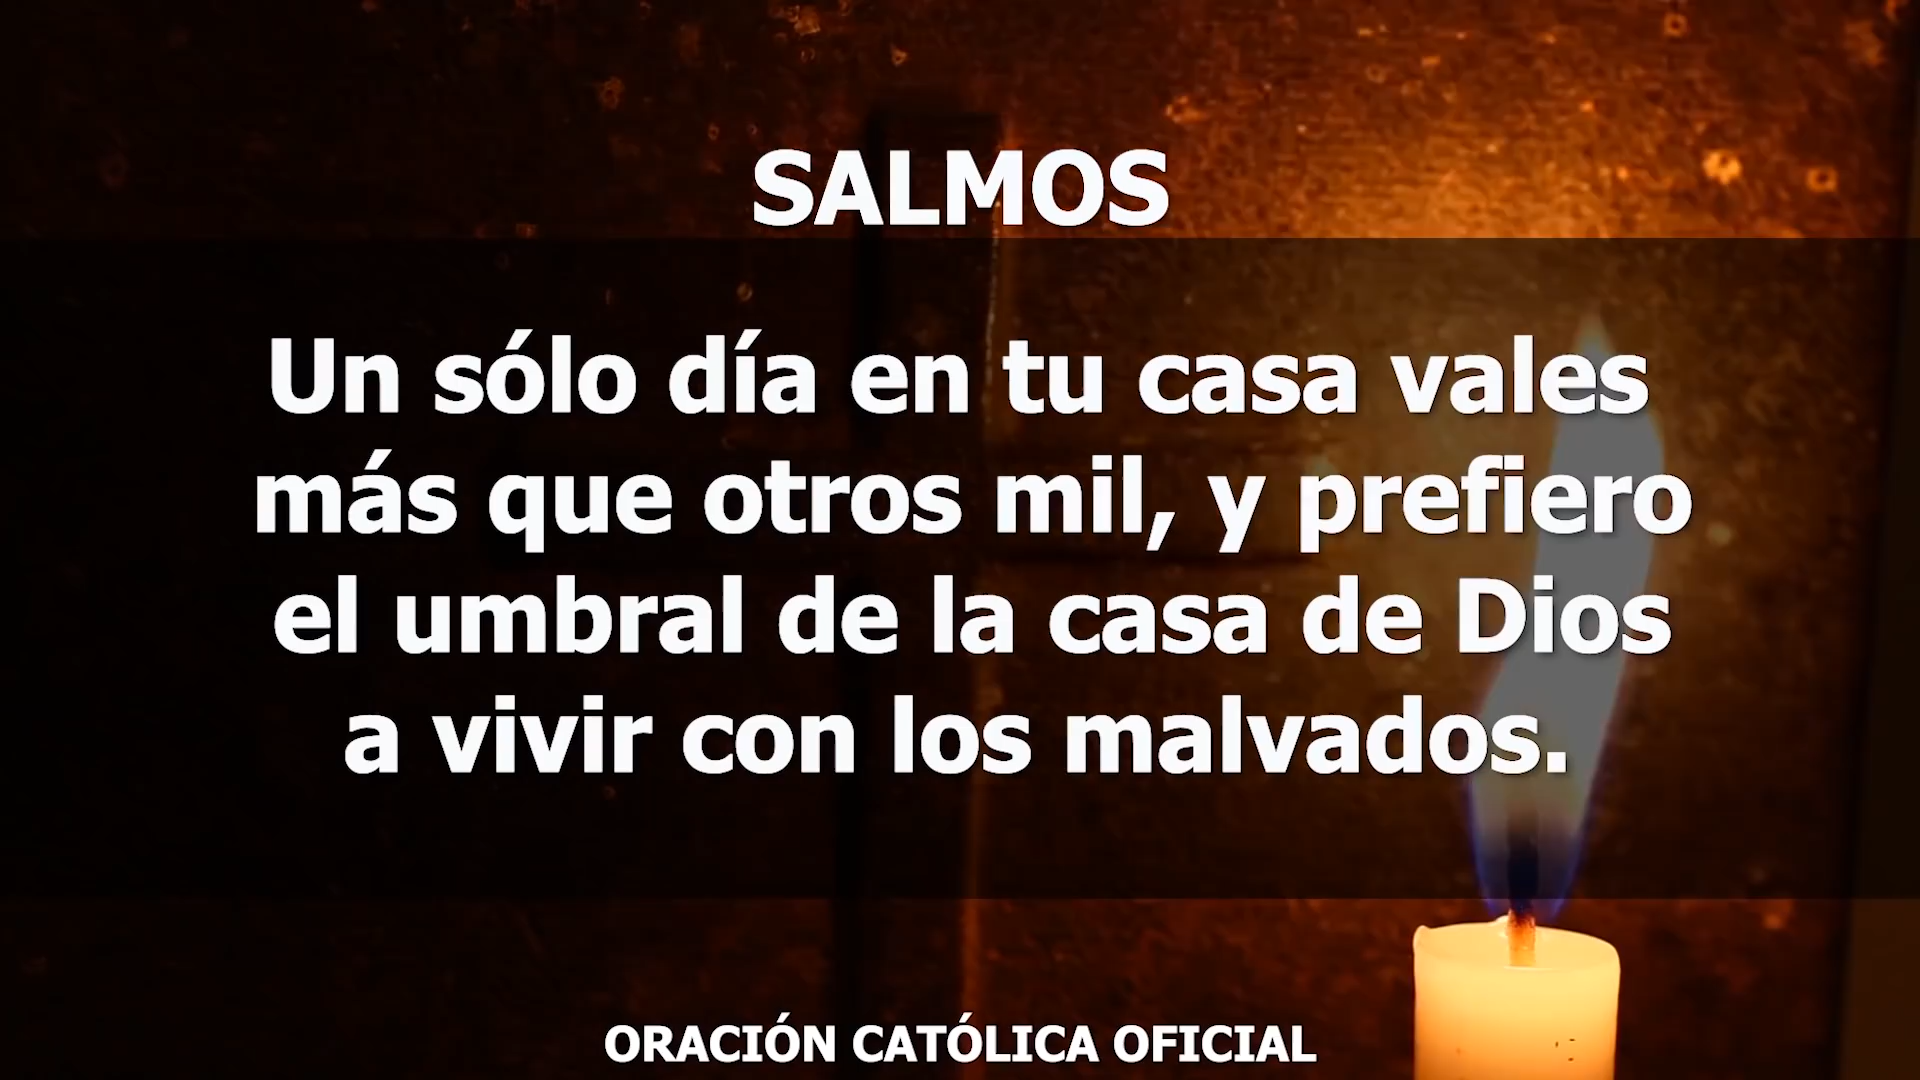 SALMOS
Un sólo día en tu casa vales
más que otros mil, y prefiero
el umbral de la casa de Dios
a vivir con los malvados.
ORACIÓN CATÓLICA OFICIAL